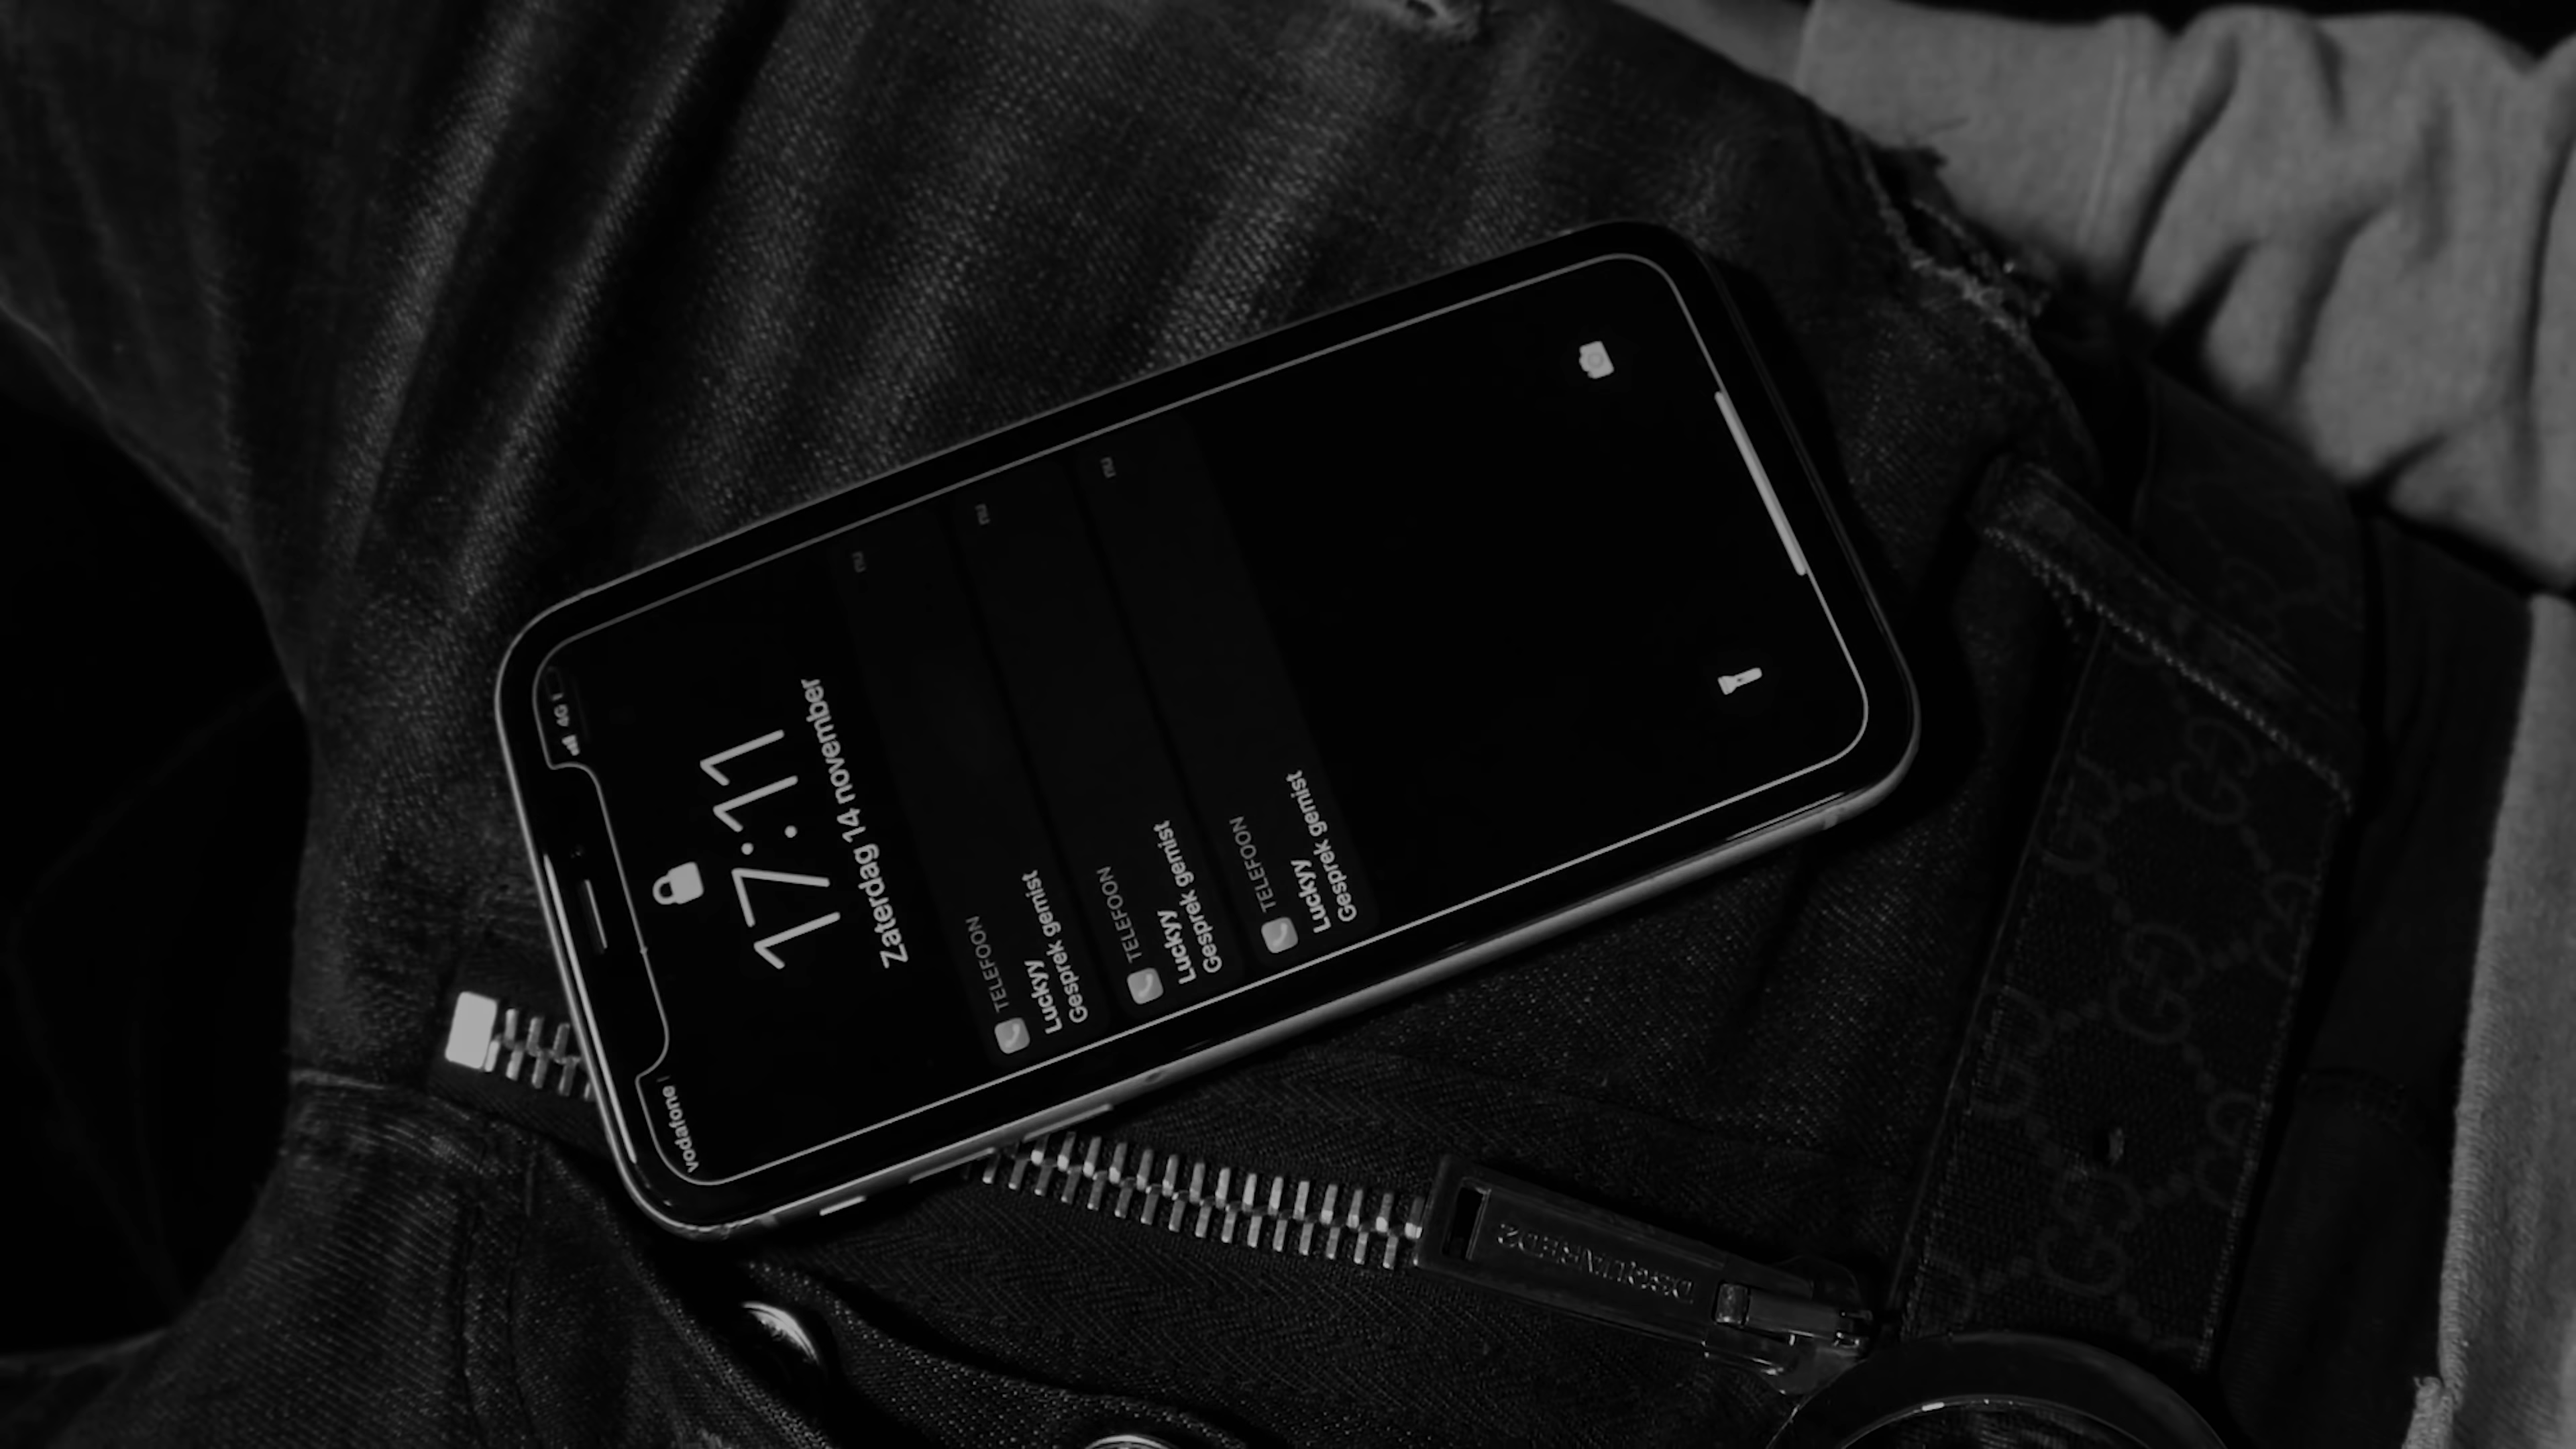 vodafone
4G
17:11
Zaterdag 14 november
TELEFOON
nu
Luckyy
Gesprek gemist
TELEFOON
nu
Luckyy
Gesprek gemist
TELEFOON
nu
Luckyy
Gesprek gemist
DSQUARED2